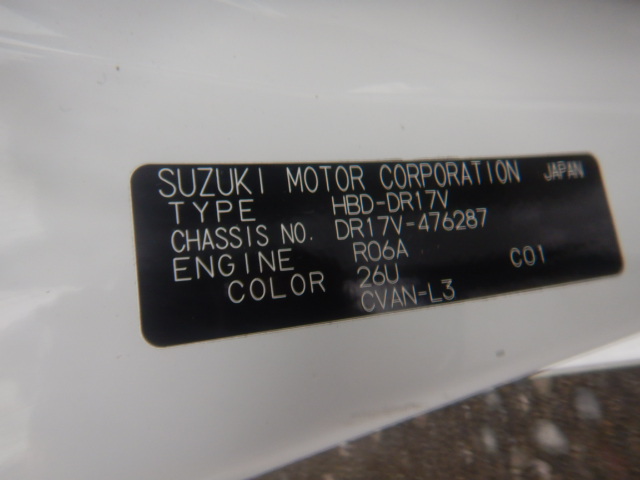 SUZUKI MOTOR CORPORATION JAPAN
TYPE HBD-DR17V
CHASSIS NO. DR17V-476287
ENGINE R06A C01
COLOR 26U
CVAN-L3